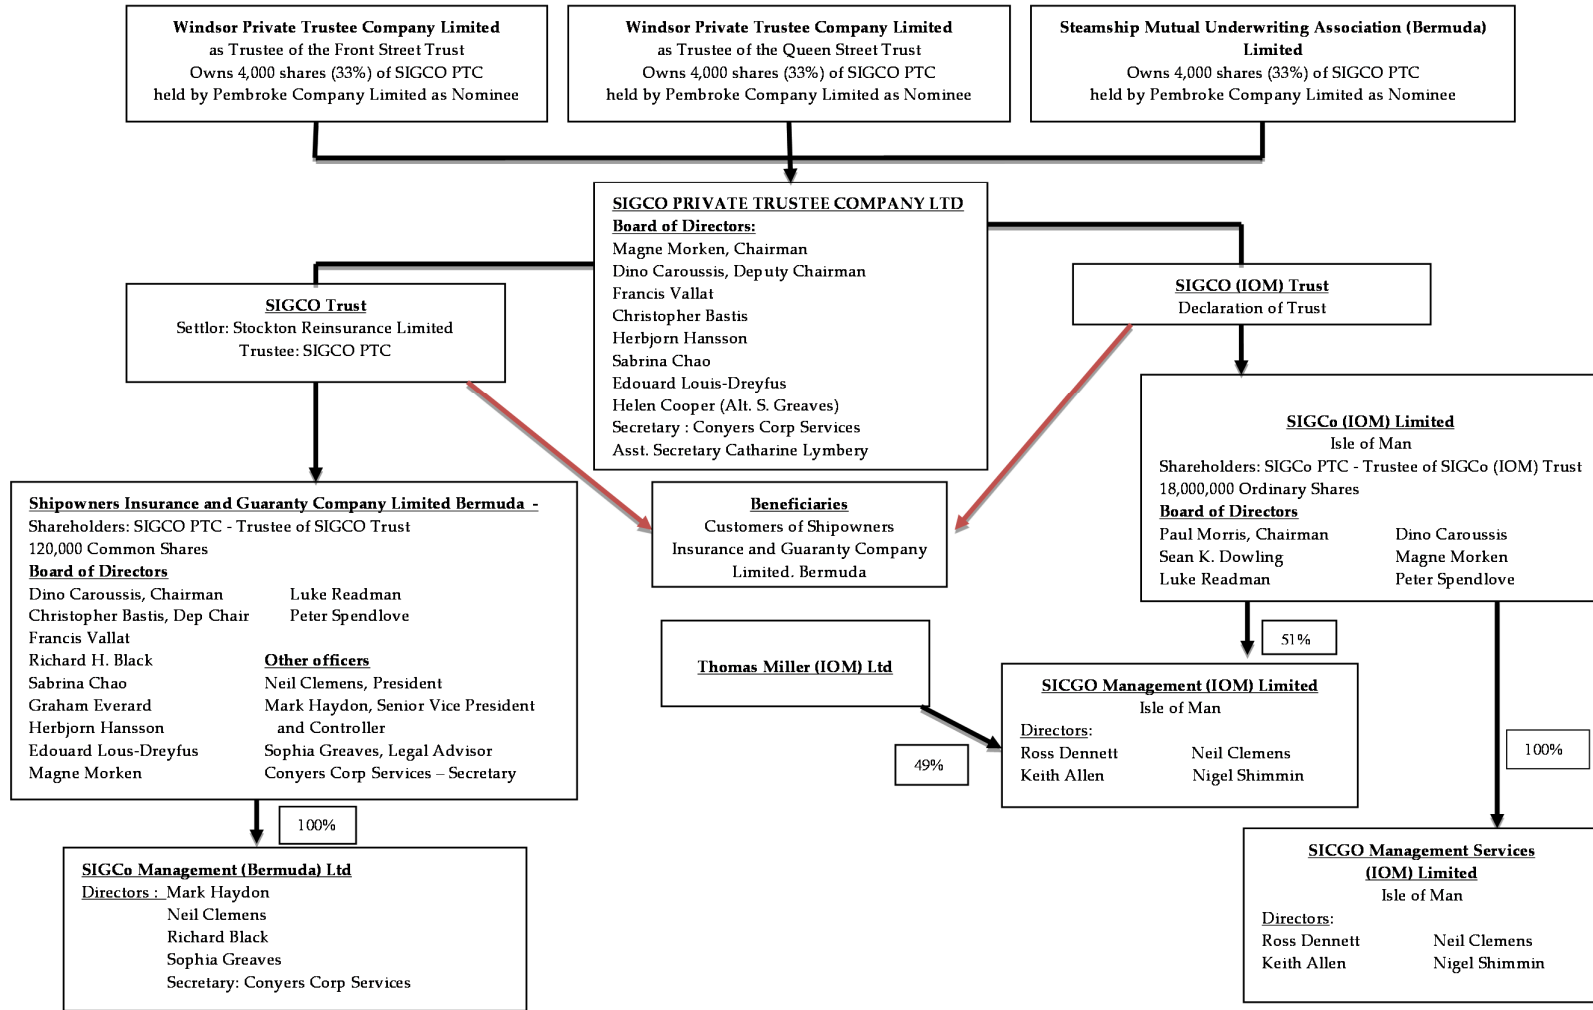 Windsor Private Trustee Company Limited
as Trustee of the Front Street Trust
Owns 4,000 shares (33%) of SIGCO PTC
held by Pembroke Company Limited as Nominee
Windsor Private Trustee Company Limited
as Trustee of the Queen Street Trust
Owns 4,000 shares (33%) of SIGCO PTC
held by Pembroke Company Limited as Nominee
Steamship Mutual Underwriting Association (Bermuda)
Limited
Owns 4,000 shares (33%) of SIGCO PTC
held by Pembroke Company Limited as Nominee
SIGCO PRIVATE TRUSTEE COMPANY LTD
Board of Directors:
Magne Morken, Chairman
Dino Caroussis, Deputy Chairman
Francis Vallat
Christopher Bastis
Herbjorn Hansson
Sabrina Chao
Edouard Louis-Dreyfus
Helen Cooper (Alt. S. Greaves)
Secretary : Conyers Corp Services
Asst. Secretary Catharine Lymbery
SIGCO Trust
Settlor: Stockton Reinsurance Limited
Trustee: SIGCO PTC
SIGCO (IOM) Trust
Declaration of Trust
SIGCo (IOM) Limited
Isle of Man
Shareholders: SIGCo PTC - Trustee of SIGCo (IOM) Trust
18,000,000 Ordinary Shares
Board of Directors
Paul Morris, Chairman Dino Caroussis
Sean K. Dowling Magne Morken
Luke Readman Peter Spendlove
Shipowners Insurance and Guaranty Company Limited Bermuda -
Shareholders: SIGCO PTC - Trustee of SIGCO Trust
120,000 Common Shares
Board of Directors
Dino Caroussis, Chairman Luke Readman
Christopher Bastis, Dep Chair Peter Spendlove
Francis Vallat
Richard H. Black Other officers
Sabrina Chao Neil Clemens, President
Graham Everard Mark Haydon, Senior Vice President
Herbjorn Hansson and Controller
Edouard Lous-Dreyfus Sophia Greaves, Legal Advisor
Magne Morken Conyers Corp Services – Secretary
Beneficiaries
Customers of Shipowners
Insurance and Guaranty Company
Limited. Bermuda
Thomas Miller (IOM) Ltd
51%
49%
SICGO Management (IOM) Limited
Isle of Man
Directors:
Ross Dennett Neil Clemens
Keith Allen Nigel Shimmin
100%
100%
SIGCo Management (Bermuda) Ltd
Directors : Mark Haydon
Neil Clemens
Richard Black
Sophia Greaves
Secretary: Conyers Corp Services
SICGO Management Services
(IOM) Limited
Isle of Man
Directors:
Ross Dennett Neil Clemens
Keith Allen Nigel Shimmin